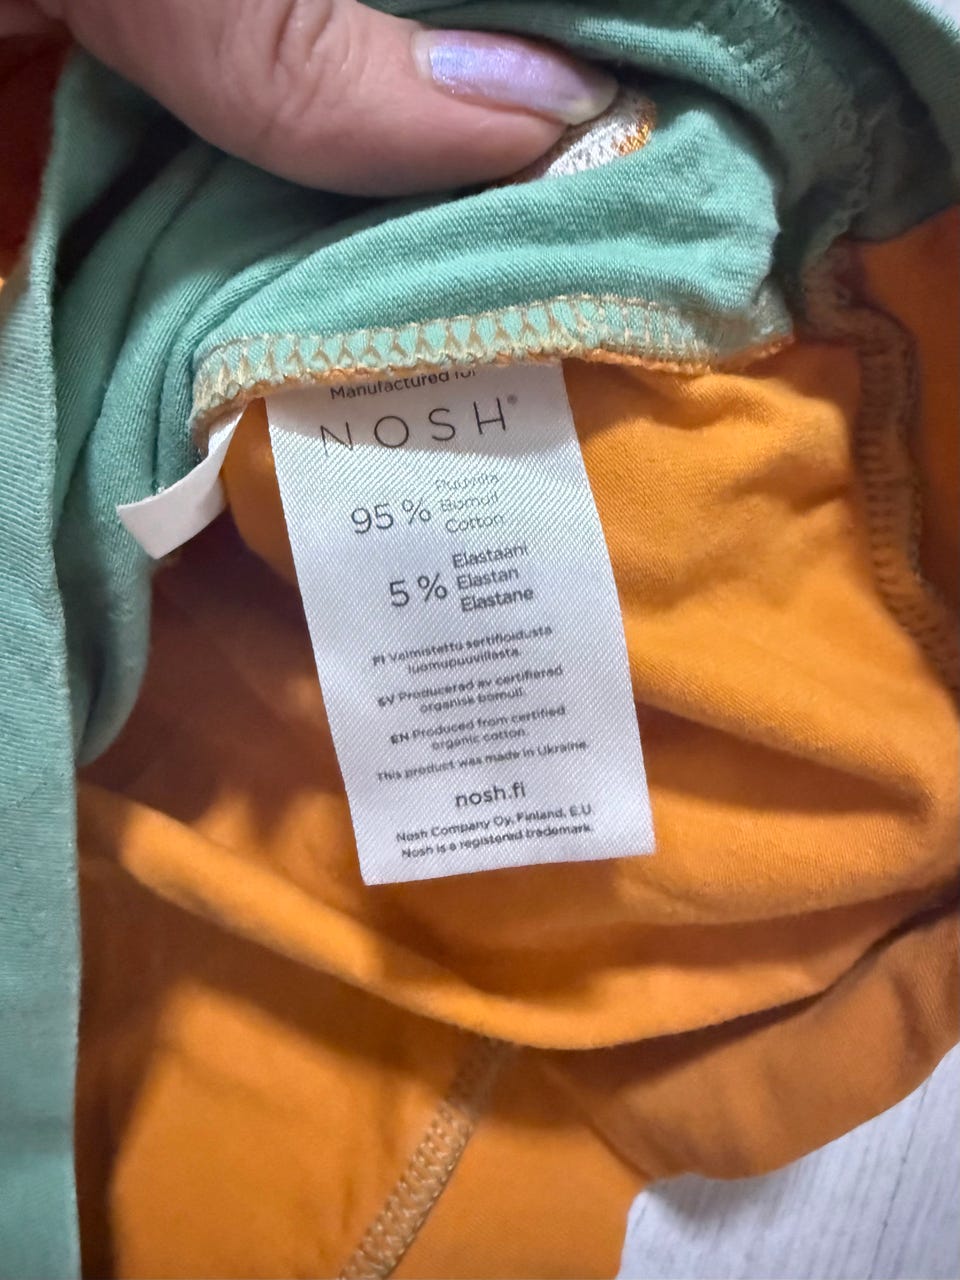 Manufactured for
NOSH®
95 %
Puuvilla
Bomull
Cotton
5 %
Elastaani
Elastan
Elastane
FI Valmistettu sertifioidusta
luomupuuvillasta.
SV Producerad av certifierad
organisk bomull.
EN Produced from certified
organic cotton.
This product was made in Ukraine.
nosh.fi
Nosh Company Oy, Finland, E.U.
Nosh is a registered trademark.